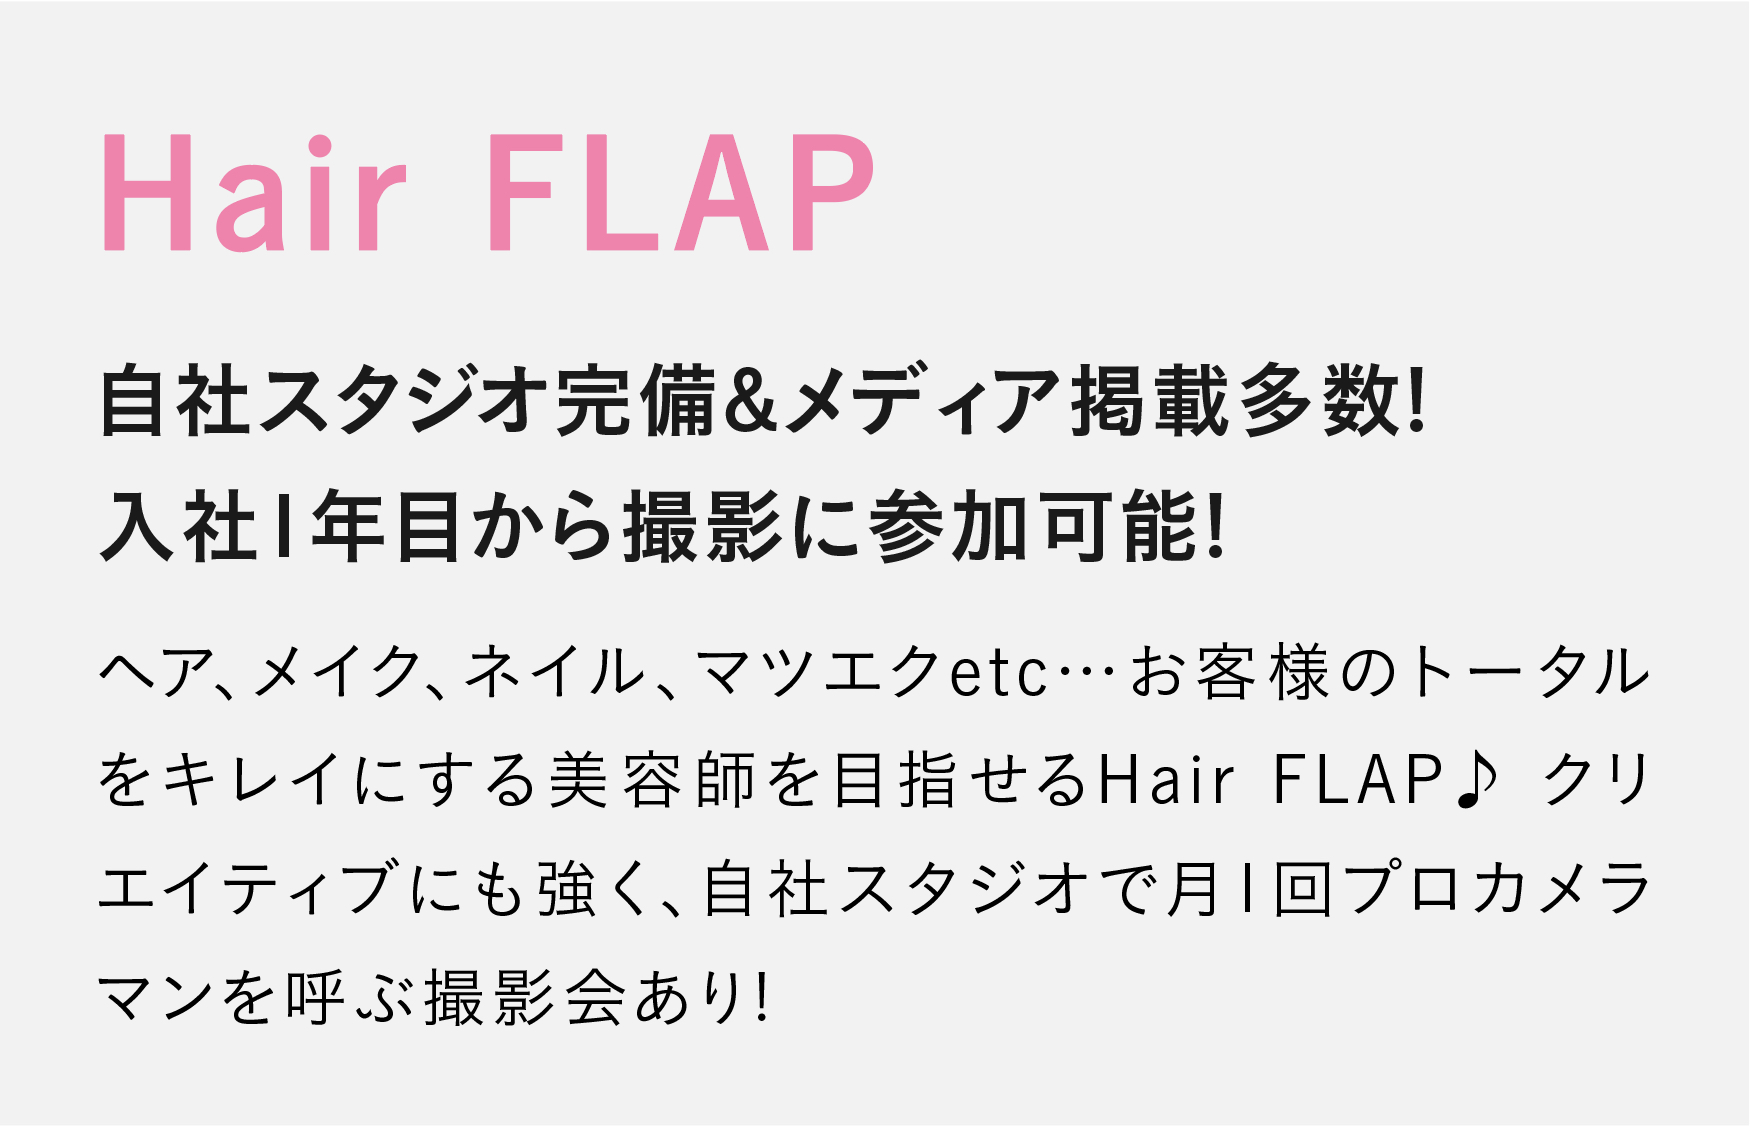 Hair FLAP
自社スタジオ完備&メディア掲載多数!
入社1年目から撮影に参加可能!
ヘア、メイク、ネイル、マツエクetc…お客様のトータル
をキレイにする美容師を目指せるHair FLAP♪ クリ
エイティブにも強く、自社スタジオで月1回プロカメラ
マンを呼ぶ撮影会あり!